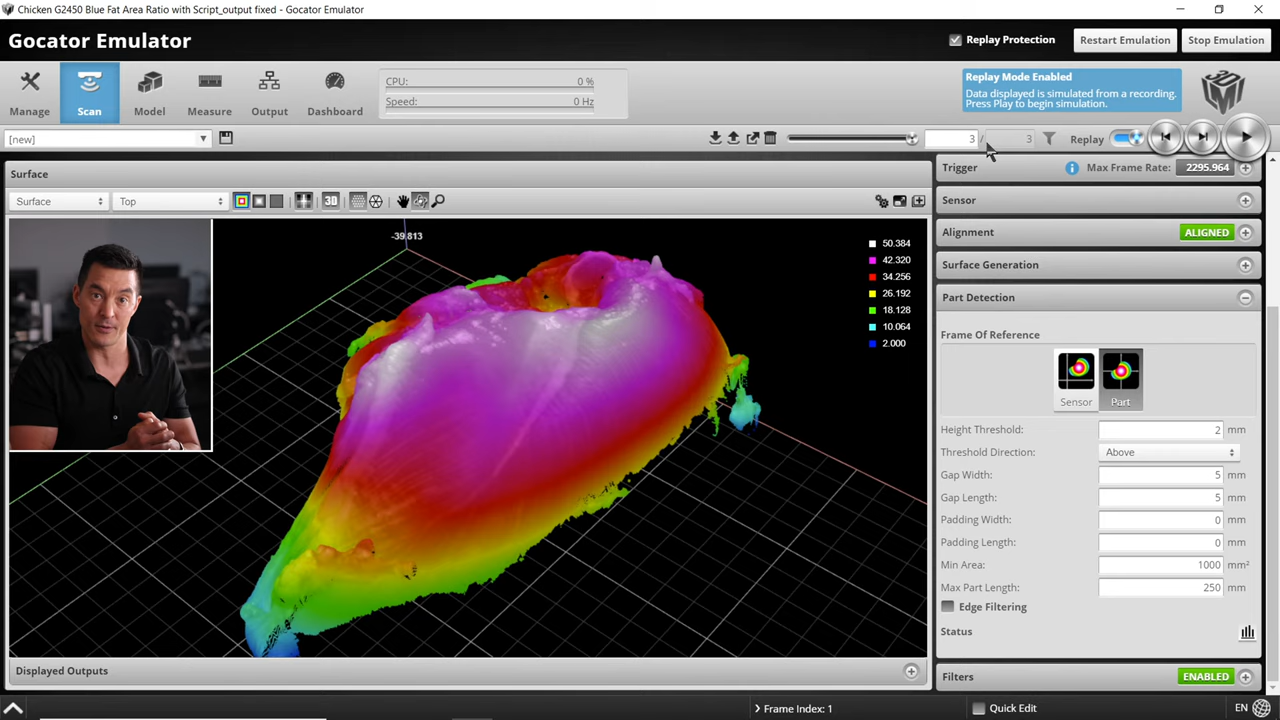 Chicken G2450 Blue Fat Area Ratio with Script_output fixed - Gocator Emulator
Gocator Emulator
Replay Protection
Restart Emulation
Stop Emulation
Manage
Scan
Model
Measure
Output
Dashboard
CPU: 0 %
Speed: 0 Hz
Replay Mode Enabled
Data displayed is simulated from a recording.
Press Play to begin simulation.
[new]
3 / 3
Replay
Surface
Surface
Top
3D
-39.813
50.384
42.320
34.256
26.192
18.128
10.064
2.000
Trigger
Max Frame Rate: 2295.964
Sensor
Alignment
ALIGNED
Surface Generation
Part Detection
Frame Of Reference
Sensor
Part
Height Threshold: 2 mm
Threshold Direction: Above
Gap Width: 5 mm
Gap Length: 5 mm
Padding Width: 0 mm
Padding Length: 0 mm
Min Area: 1000 mm²
Max Part Length: 250 mm
Edge Filtering
Status
Displayed Outputs
Filters
ENABLED
Frame Index: 1
Quick Edit
EN